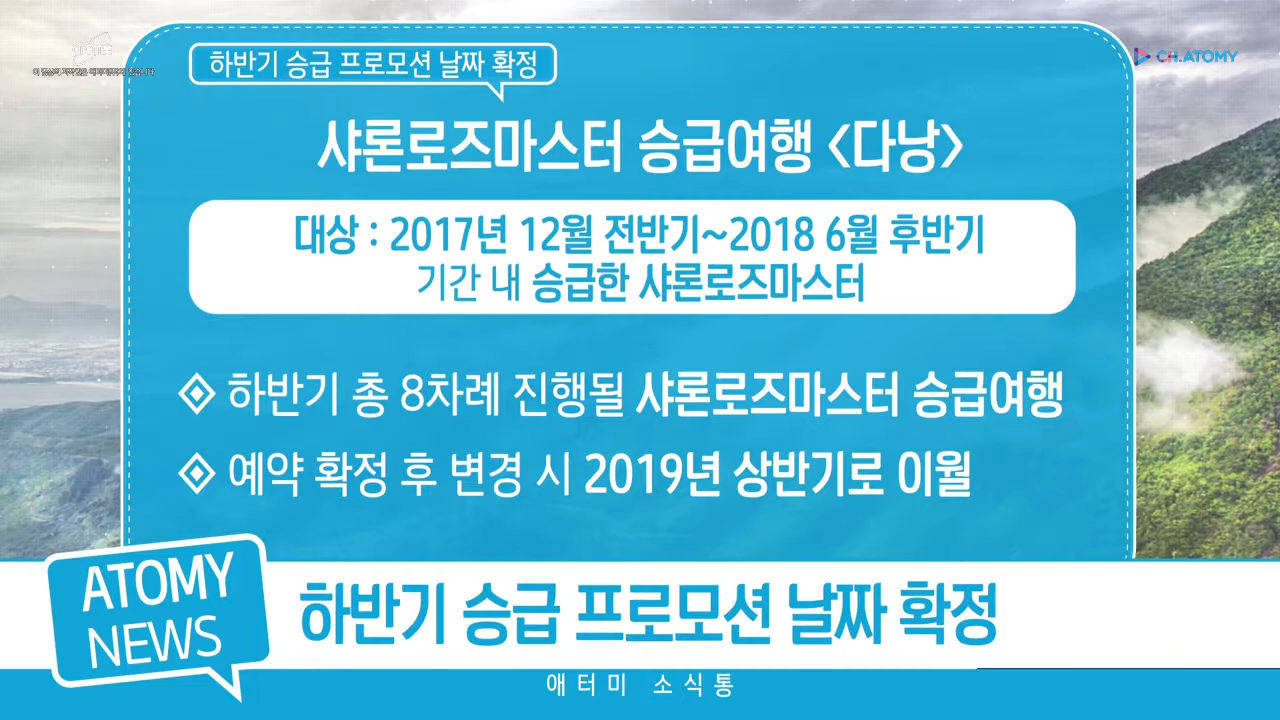 하반기 승급 프로모션 날짜 확정
CH.ATOMY
샤론로즈마스터 승급여행 <다낭>
대상 : 2017년 12월 전반기~2018 6월 후반기
기간 내 승급한 샤론로즈마스터
하반기 총 8차례 진행될 샤론로즈마스터 승급여행
예약 확정 후 변경 시 2019년 상반기로 이월
ATOMY
NEWS
하반기 승급 프로모션 날짜 확정
애터미 소식통